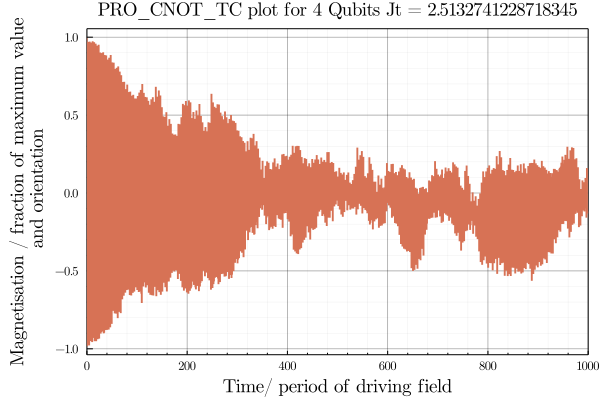 PRO_CNOT_TC plot for 4 Qubits Jt = 2.5132741228718345
Magnetisation / fraction of maximum value
and orientation
1.0
0.5
0.0
−0.5
−1.0
0 200 400 600 800 1000
Time/ period of driving field